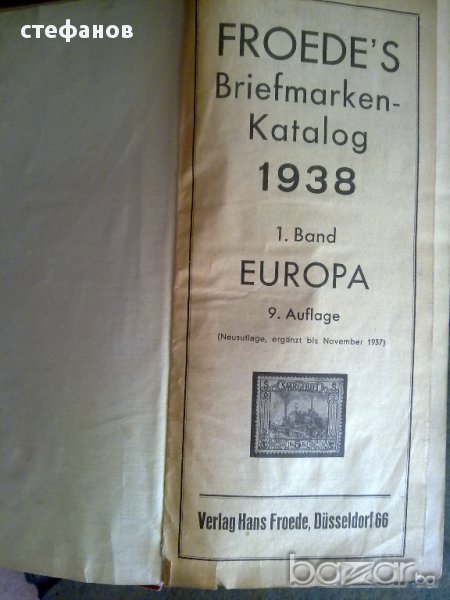 стефанов
FROEDE'S
Briefmarken-
Katalog
1938
1. Band
EUROPA
9. Auflage
(Neuauflage, ergänzt bis November 1937)
SAARGEBIET
5
Verlag Hans Froede, Düsseldorf 66
bazar.bg